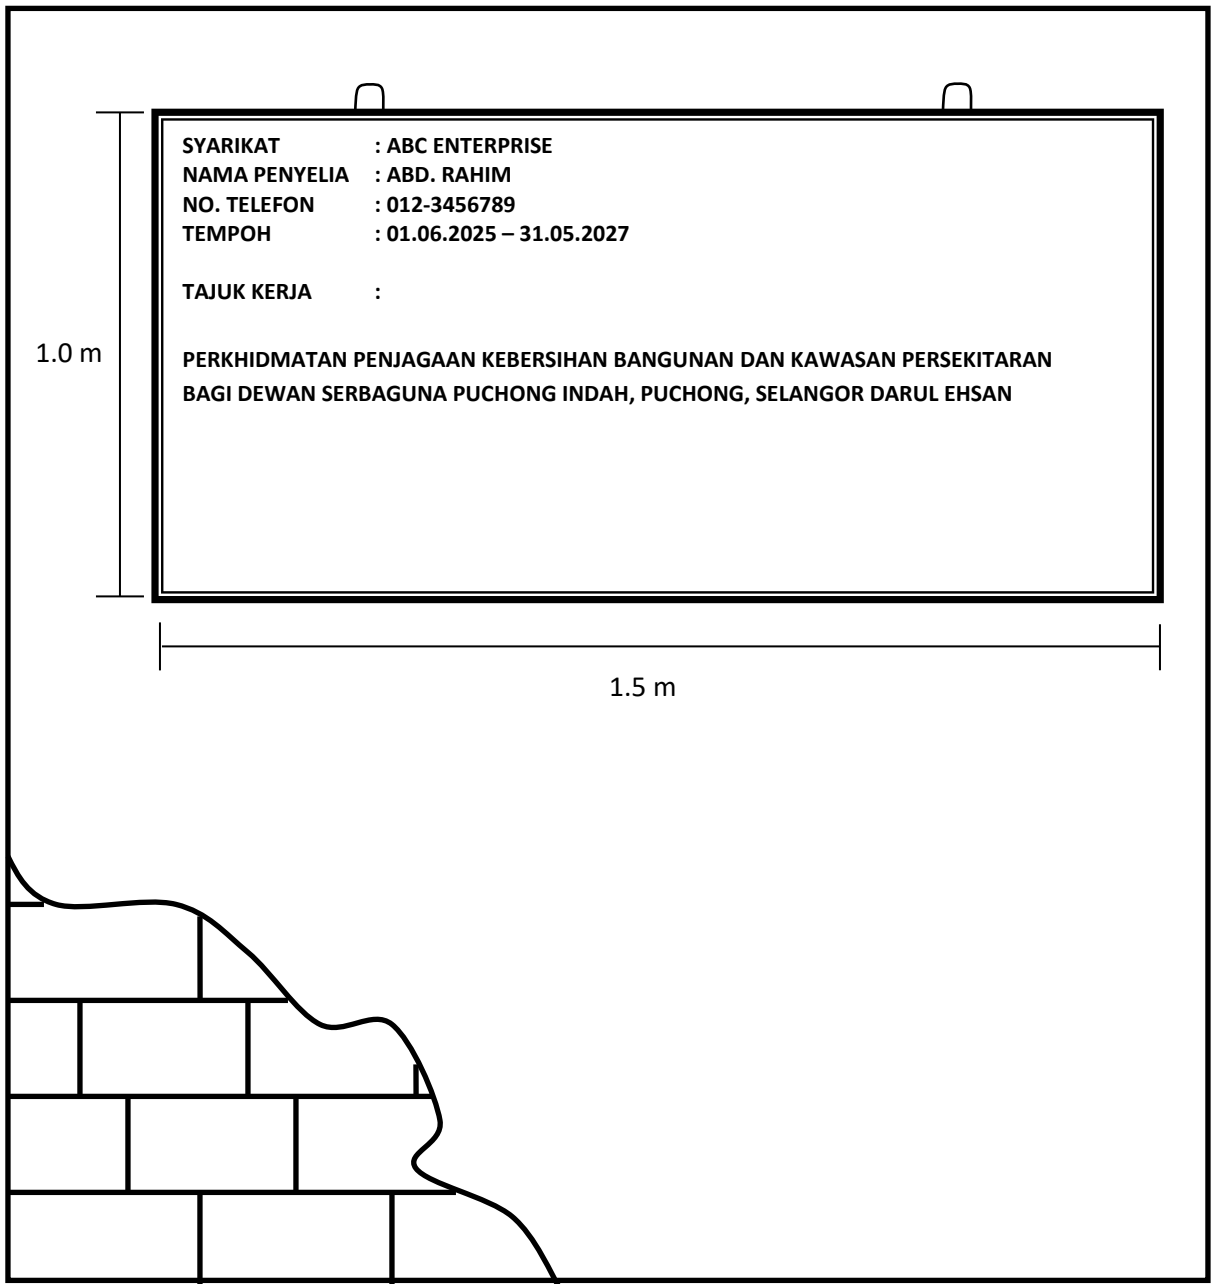 SYARIKAT : ABC ENTERPRISE
NAMA PENYELIA : ABD. RAHIM
NO. TELEFON : 012-3456789
TEMPOH : 01.06.2025 – 31.05.2027
TAJUK KERJA :
1.0 m
PERKHIDMATAN PENJAGAAN KEBERSIHAN BANGUNAN DAN KAWASAN PERSEKITARAN
BAGI DEWAN SERBAGUNA PUCHONG INDAH, PUCHONG, SELANGOR DARUL EHSAN
1.5 m